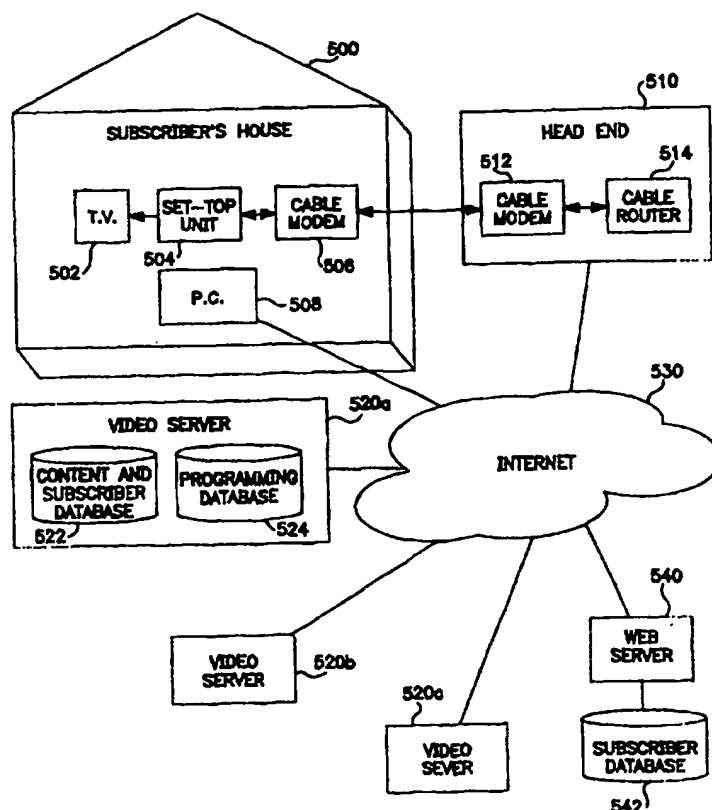 500
SUBSCRIBER'S HOUSE
T.V.
502
SET-TOP
UNIT
504
CABLE
MODEM
506
P.C.
508
510
HEAD END
512
CABLE
MODEM
514
CABLE
ROUTER
520a
VIDEO SERVER
CONTENT AND
SUBSCRIBER
DATABASE
522
PROGRAMMING
DATABASE
524
530
INTERNET
VIDEO
SERVER
520b
520c
VIDEO
SEVER
540
WEB
SERVER
SUBSCRIBER
DATABASE
542